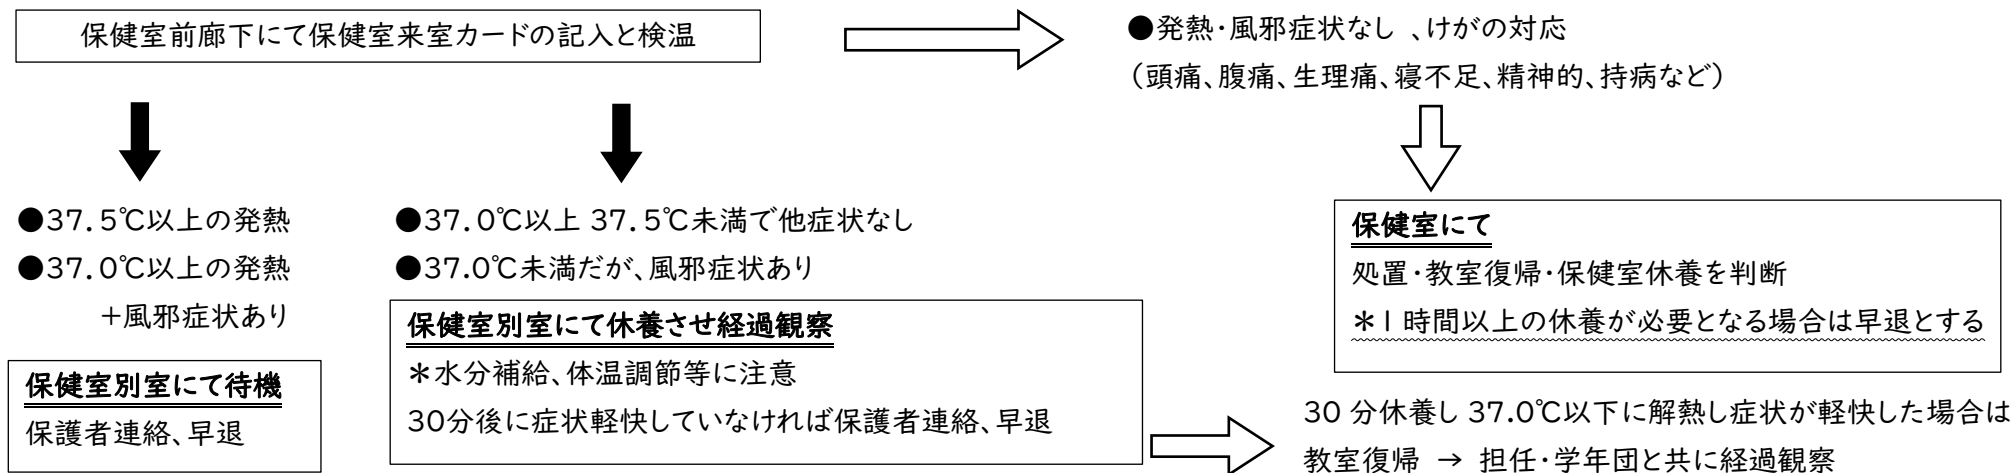 保健室前廊下にて保健室来室カードの記入と検温
●発熱・風邪症状なし 、けがの対応
(頭痛、腹痛、生理痛、寝不足、精神的、持病など)
●37.5℃以上の発熱
●37.0℃以上の発熱
+風邪症状あり
保健室別室にて待機
保護者連絡、早退
●37.0℃以上 37.5℃未満で他症状なし
●37.0℃未満だが、風邪症状あり
保健室別室にて休養させ経過観察
*水分補給、体温調節等に注意
30分後に症状軽快していなければ保護者連絡、早退
保健室にて
処置・教室復帰・保健室休養を判断
*1時間以上の休養が必要となる場合は早退とする
30 分休養し 37.0℃以下に解熱し症状が軽快した場合は
教室復帰 → 担任・学年団と共に経過観察